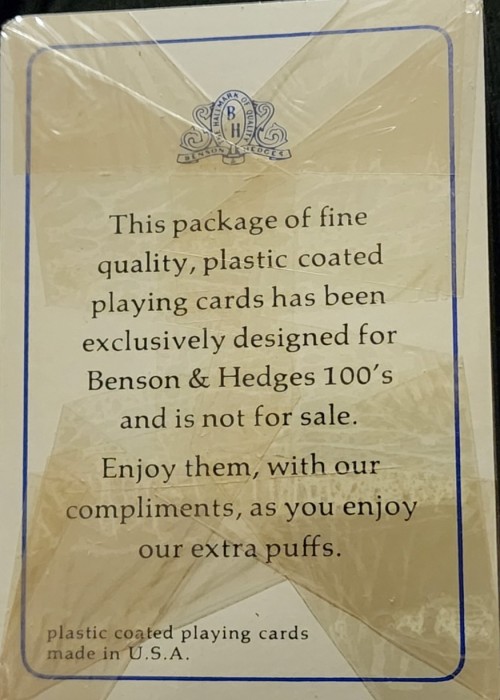 THE HALLMARK OF QUALITY
B
H
BENSON & HEDGES
This package of fine
quality, plastic coated
playing cards has been
exclusively designed for
Benson & Hedges 100's
and is not for sale.
Enjoy them, with our
compliments, as you enjoy
our extra puffs.
plastic coated playing cards
made in U.S.A.